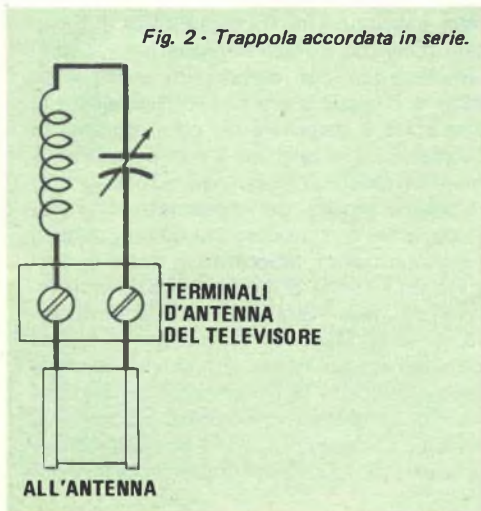 Fig. 2 · Trappola accordata in serie.
TERMINALI
D'ANTENNA
DEL TELEVISORE
ALL'ANTENNA